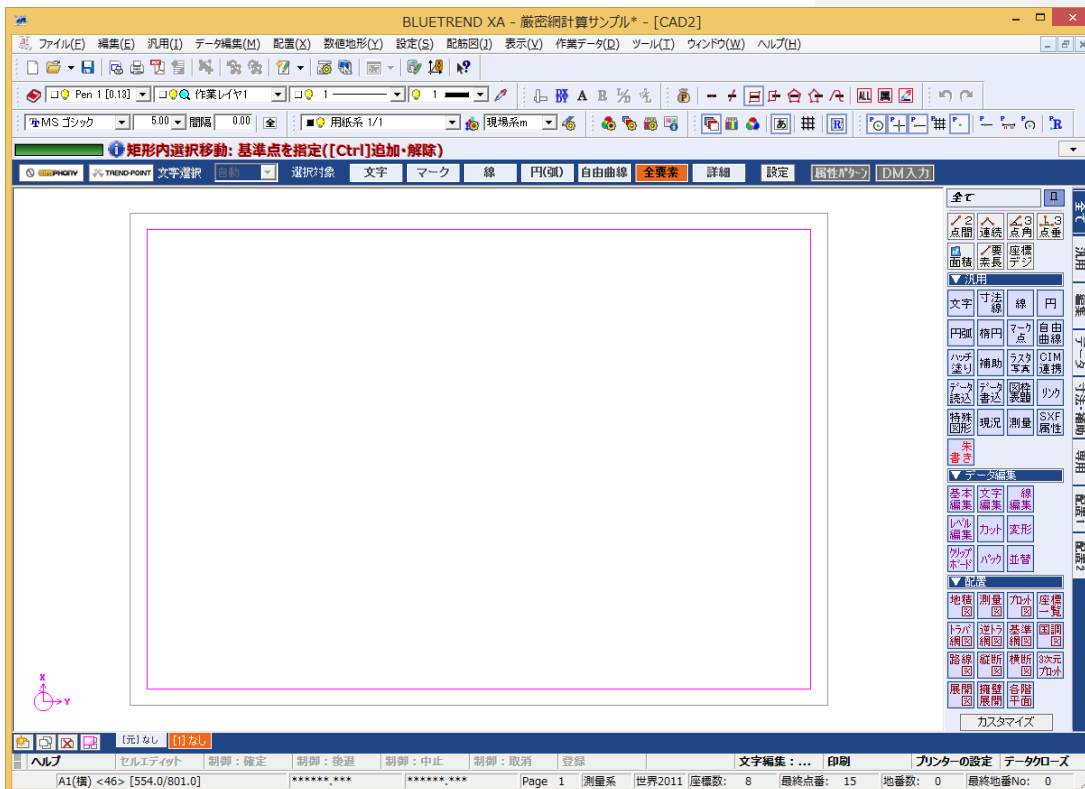 BLUETREND XA - 厳密網計算サンプル* - [CAD2]
ファイル(F) 編集(E) 汎用(I) データ編集(M) 配置(X) 数値地形(Y) 設定(S) 配筋図(J) 表示(V) 作業データ(D) ツール(T) ウィンドウ(W) ヘルプ(H)
Pen 1 [0.13] 作業レイヤ1 1 1 A B ALL
MS ゴシック 5.00 間隔 0.00 全 用紙系 1/1 現場系m あ R
矩形内選択移動: 基準点を指定([Ctrl]追加・解除)
TREND-POINT 文字選択 自動 選択対象 文字 マーク 線 円(弧) 自由曲線 全要素 詳細 設定 属性パターン DM入力
全て
2点間 連続 3点角 3点垂
面積 要素長 座標デジ
▼汎用
文字 寸法線 線 円
円弧 楕円 マーク点 自由曲線
ハッチ塗り 補助 ラスタ写真 CIM連携
データ読込 データ書込 図枠表題 リンク
特殊図形 現況 測量 SXF属性
朱書き
▼データ編集
基本編集 文字編集 線編集
レベル編集 カット 変形
クリップボード パック 並替
▼配置
地積図 測量図 プロット図 座標一覧
トラバ網図 逆トラ網図 基準網図 国調図
路線図 縦断図 横断図 3次元プロット
展開図 擁壁展開 各階平面
カスタマイズ
全て
汎用
編集
データ
寸法・補助
専用
配置1
配置2
X
Y
[元]なし [1]なし
ヘルプ セルエディット 制御:確定 制御:後退 制御:中止 制御:取消 登録 文字編集:... 印刷 プリンターの設定 データクローズ
A1(横) <46> [554.0/801.0] ******.*** ******.*** Page 1 測量系 世界2011 座標数: 8 最終点番: 15 地番数: 0 最終地番No: 0